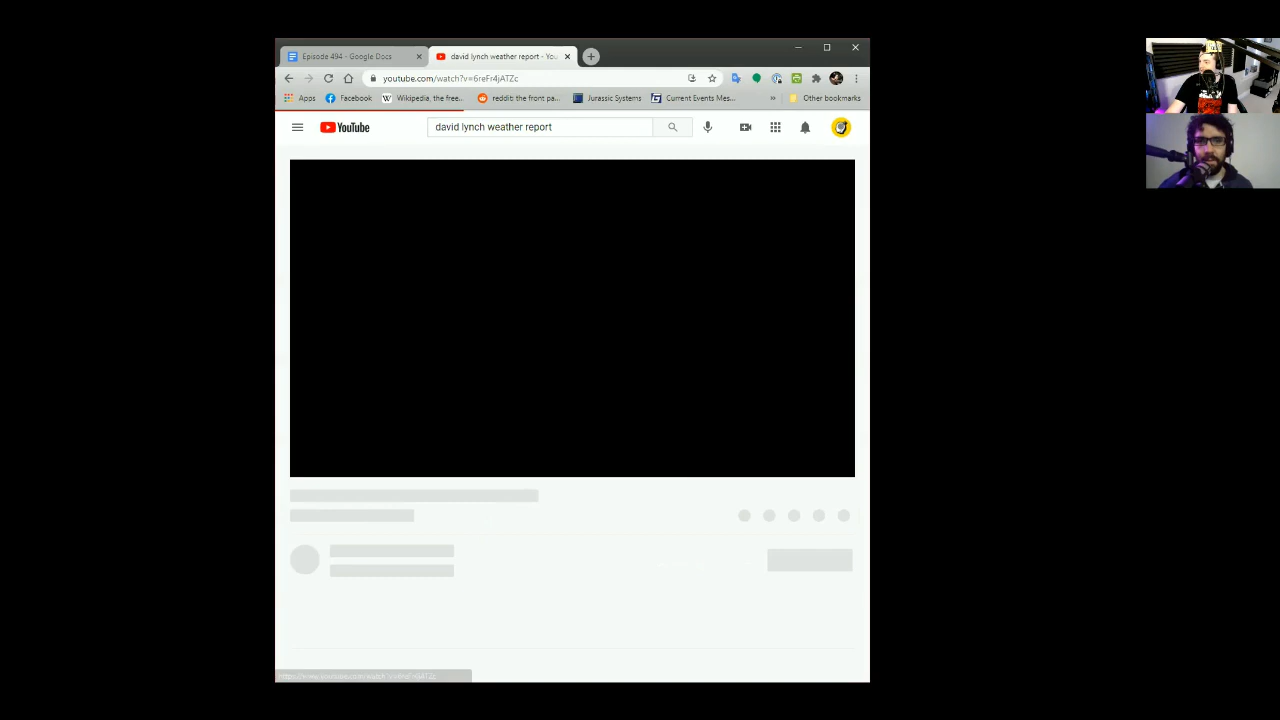 Episode 494 - Google Docs
david lynch weather report - You
youtube.com/watch?v=6reFr4jATZc
Apps
Facebook
Wikipedia, the free...
reddit: the front pa...
Jurassic Systems
Current Events Mes...
Other bookmarks
YouTube
david lynch weather report